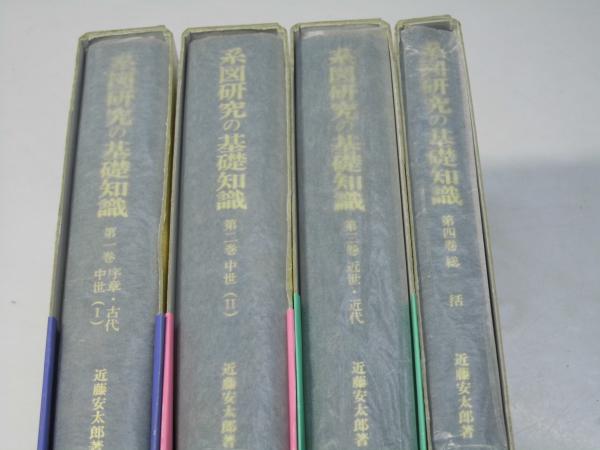 系図研究の基礎知識
第一巻 序章・古代
中世(I)
近藤安太郎著
系図研究の基礎知識
第二巻 中世(II)
近藤安太郎著
系図研究の基礎知識
第三巻 近世・近代
近藤安太郎著
系図研究の基礎知識
第四巻 総括
近藤安太郎著